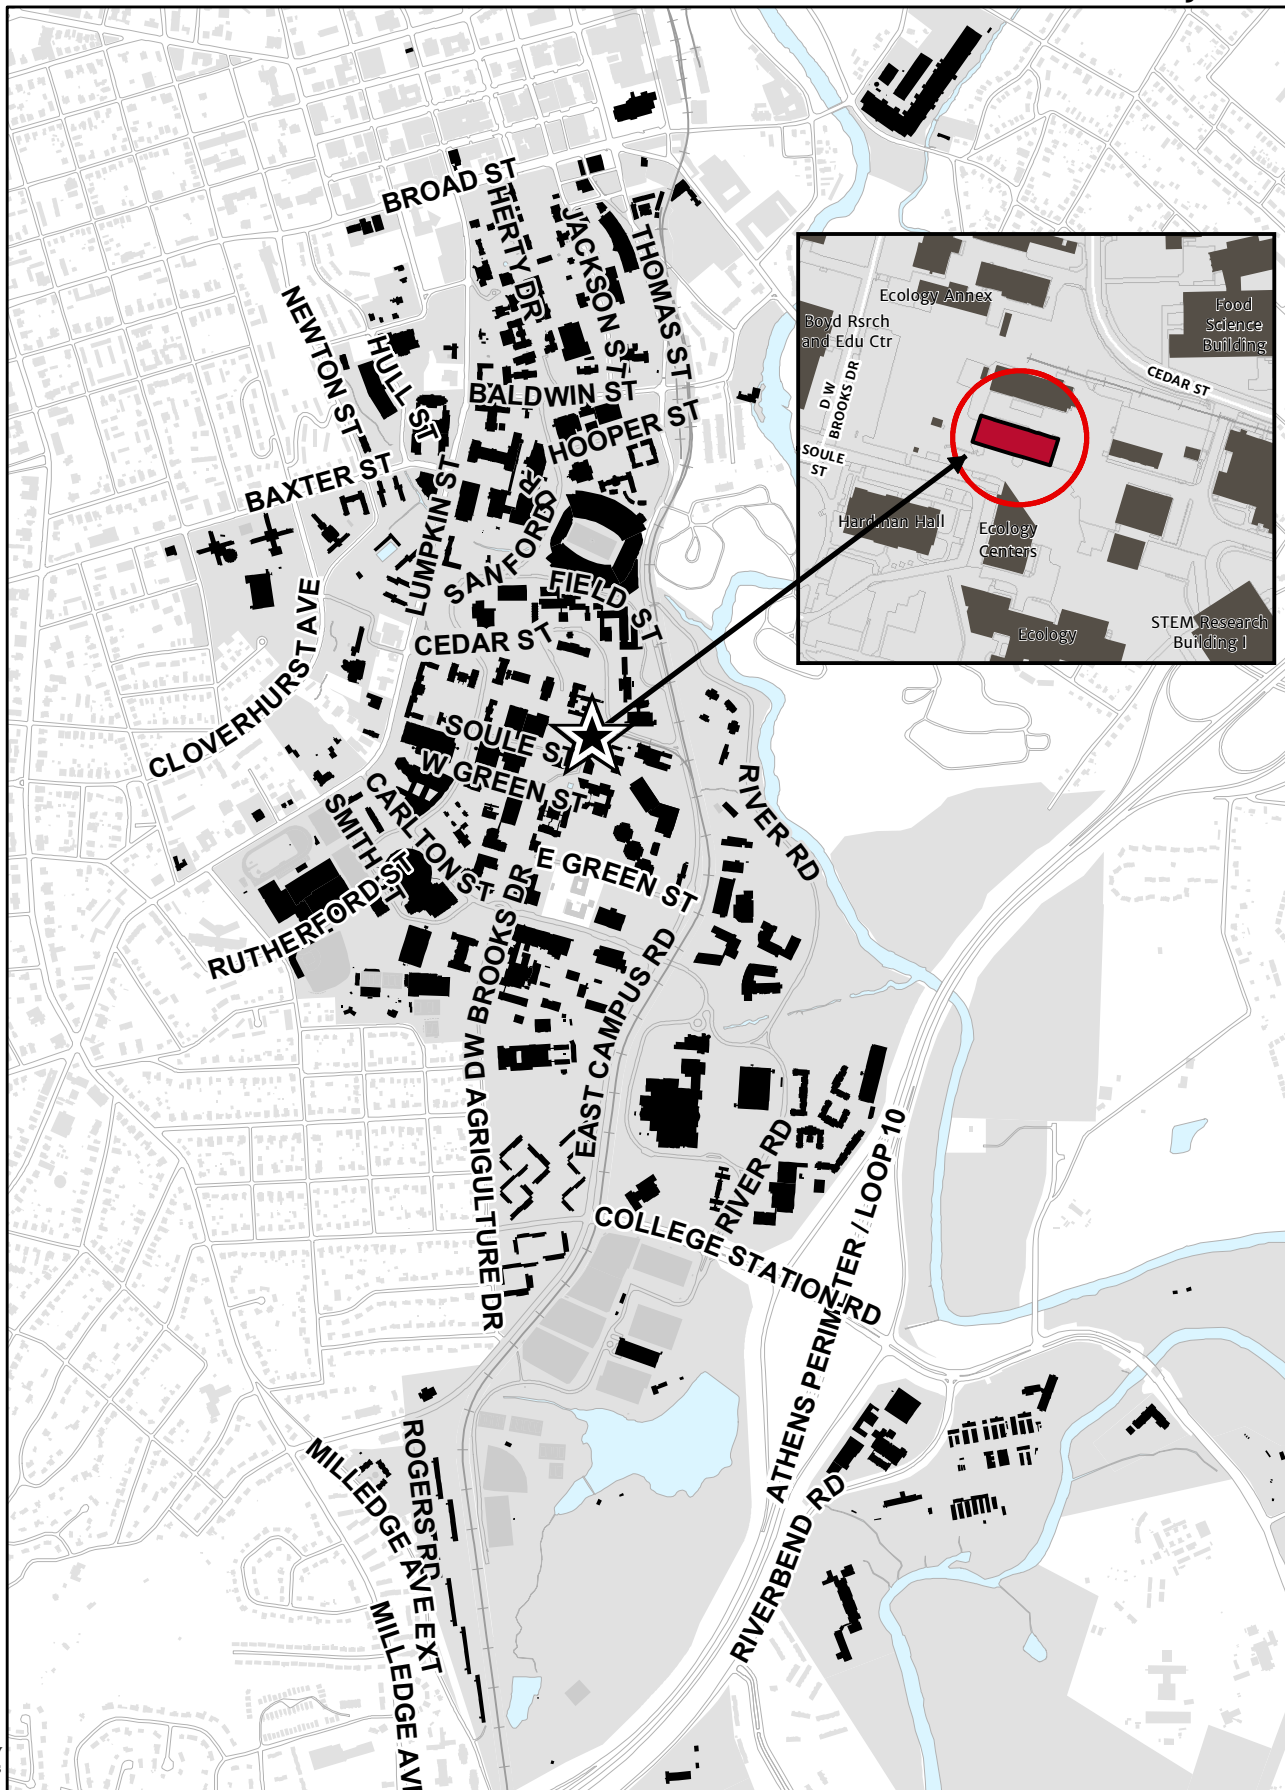 BROAD ST
HERTY DR
JACKSON ST
THOMAS ST
NEWTON ST
HULL ST
BALDWIN ST
HOOPER ST
BAXTER ST
LUMPKIN ST
SANFORD DR
FIELD ST
CEDAR ST
CLOVERHURST AVE
SOULE ST
W GREEN ST
CARLTON ST
SMITH ST
RUTHERFORD ST
E GREEN ST
RIVER RD
DW BROOKS DR
EAST CAMPUS RD
AGRIGULTURE DR
RIVER RD
COLLEGE STATION RD
ATHENS PERIMETER / LOOP 10
RIVERBEND RD
ROGERS RD
MILLEDGE AVE EXT
MILLEDGE AVE
Ecology Annex
Boyd Rsrch
and Edu Ctr
Food
Science
Building
D W
BROOKS DR
CEDAR ST
SOULE
ST
Hardman Hall
Ecology
Centers
Ecology
STEM Research
Building I